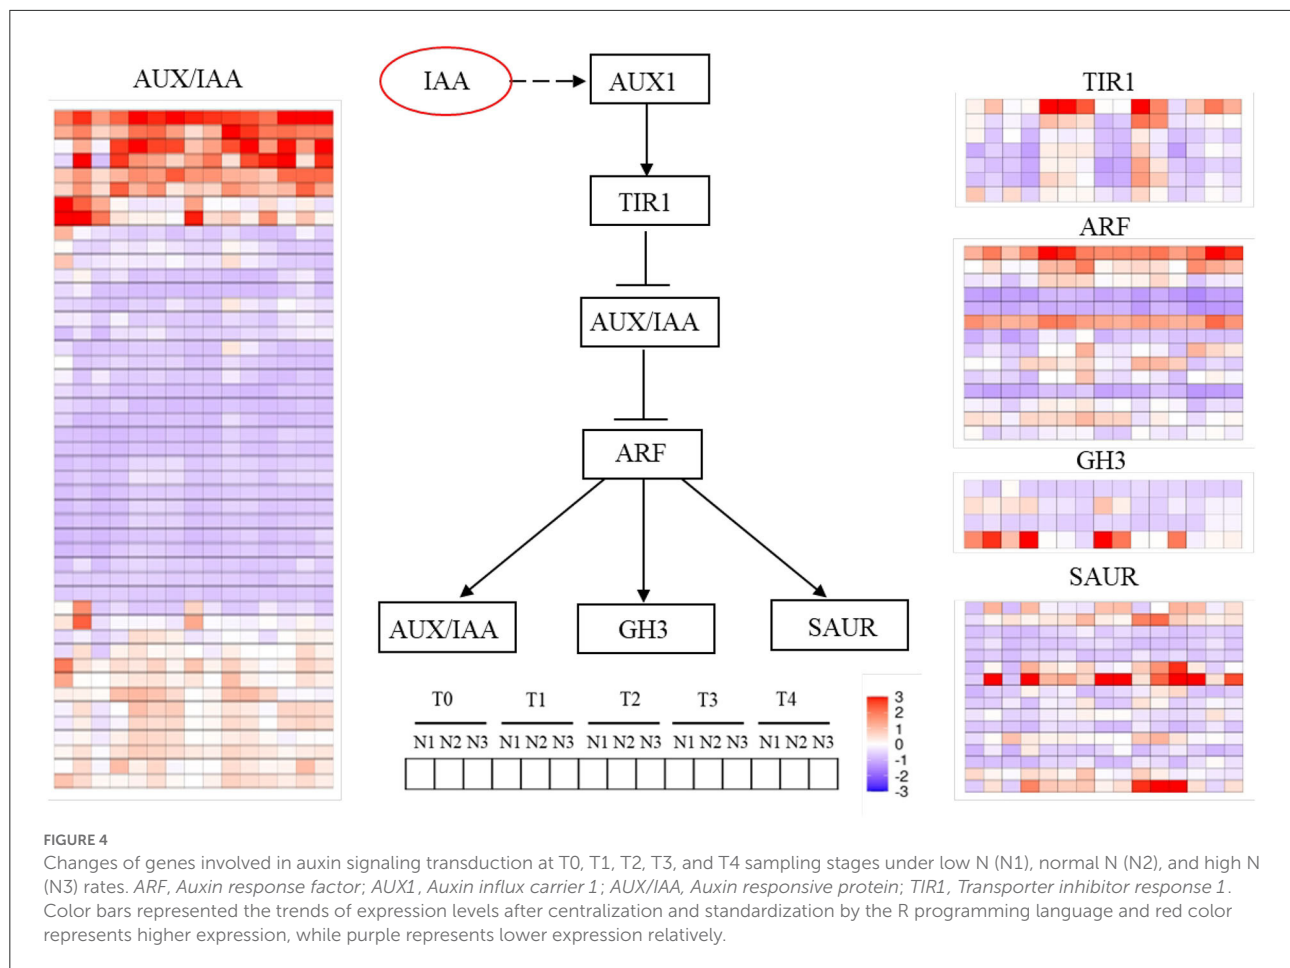 AUX/IAA
IAA
AUX1
TIR1
TIR1
ARF
AUX/IAA
ARF
GH3
SAUR
AUX/IAA
GH3
SAUR
T0 T1 T2 T3 T4
N1 N2 N3 N1 N2 N3 N1 N2 N3 N1 N2 N3 N1 N2 N3
3
2
1
0
-1
-2
-3
FIGURE 4
Changes of genes involved in auxin signaling transduction at T0, T1, T2, T3, and T4 sampling stages under low N (N1), normal N (N2), and high N
(N3) rates. ARF, Auxin response factor; AUX1, Auxin influx carrier 1; AUX/IAA, Auxin responsive protein; TIR1, Transporter inhibitor response 1.
Color bars represented the trends of expression levels after centralization and standardization by the R programming language and red color
represents higher expression, while purple represents lower expression relatively.